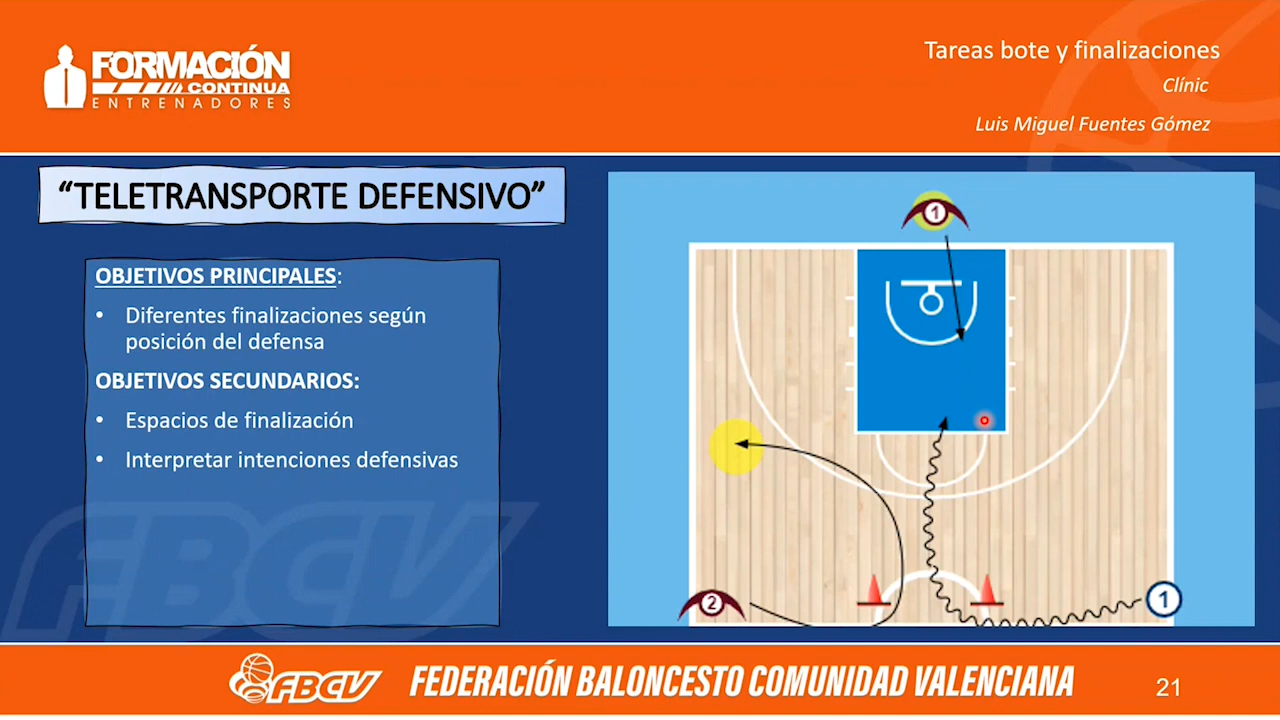 FORMACIÓN
CONTINUA
ENTRENADORES
Tareas bote y finalizaciones
Clínic
Luis Miguel Fuentes Gómez
“TELETRANSPORTE DEFENSIVO”
OBJETIVOS PRINCIPALES:
• Diferentes finalizaciones según
posición del defensa
OBJETIVOS SECUNDARIOS:
• Espacios de finalización
• Interpretar intenciones defensivas
FBCV
1
2
1
FBCV
FEDERACIÓN BALONCESTO COMUNIDAD VALENCIANA
21